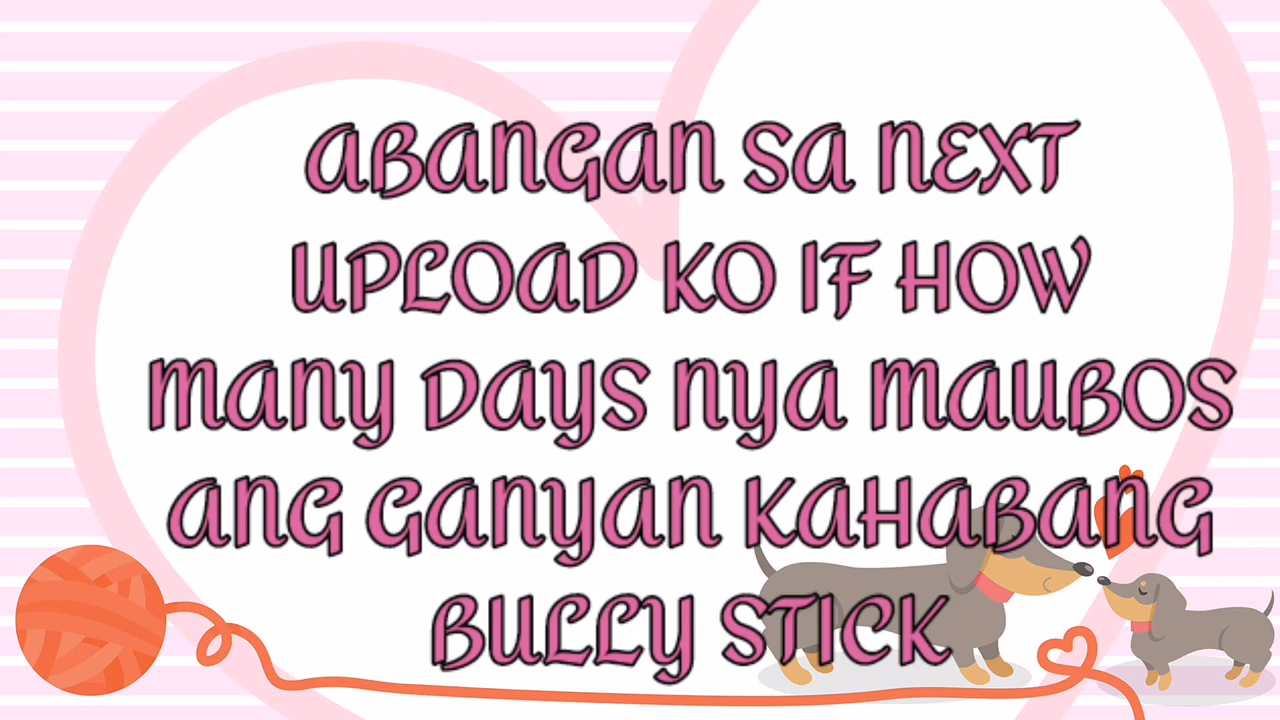 ABANGAN SA NEXT
UPLOAD KO IF HOW
MANY DAYS NYA MAUBOS
ANG GANYAN KAHABANG
BULLY STICK